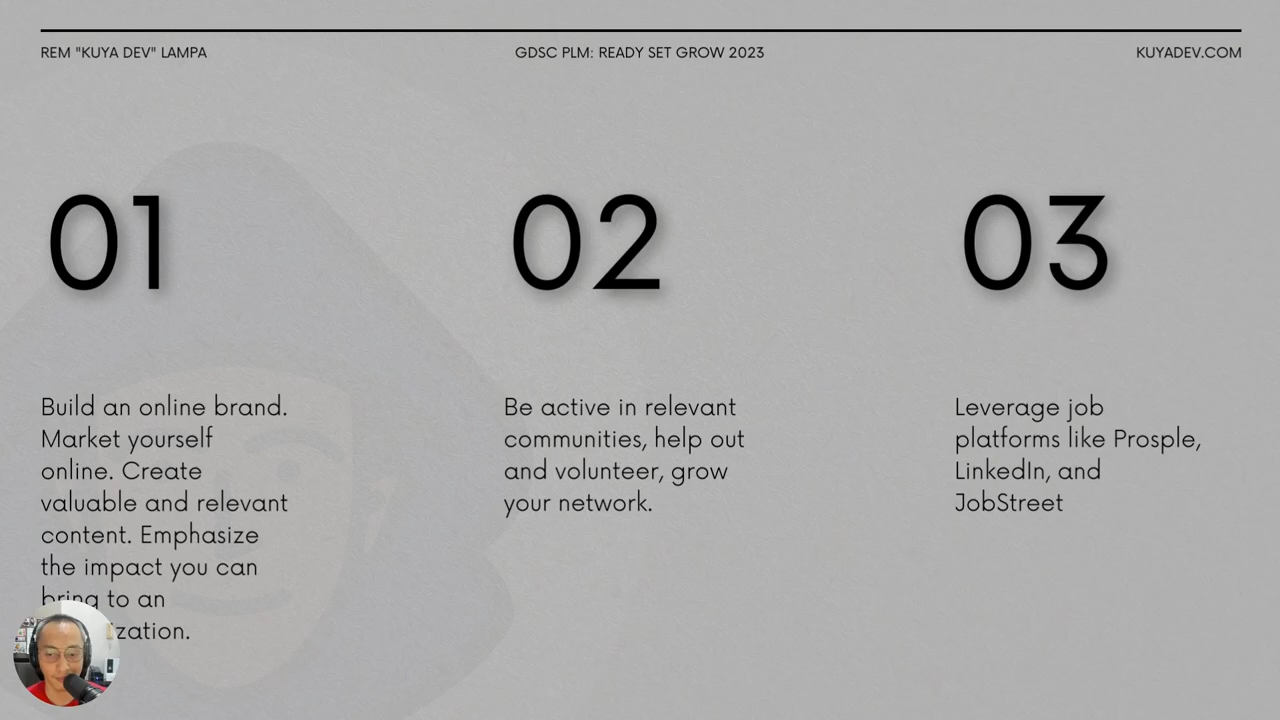 REM "KUYA DEV" LAMPA
GDSC PLM: READY SET GROW 2023
KUYADEV.COM
01
Build an online brand.
Market yourself
online. Create
valuable and relevant
content. Emphasize
the impact you can
bring to an
02
Be active in relevant
communities, help out
and volunteer, grow
your network.
03
Leverage job
platforms like Prosple,
LinkedIn, and
JobStreet